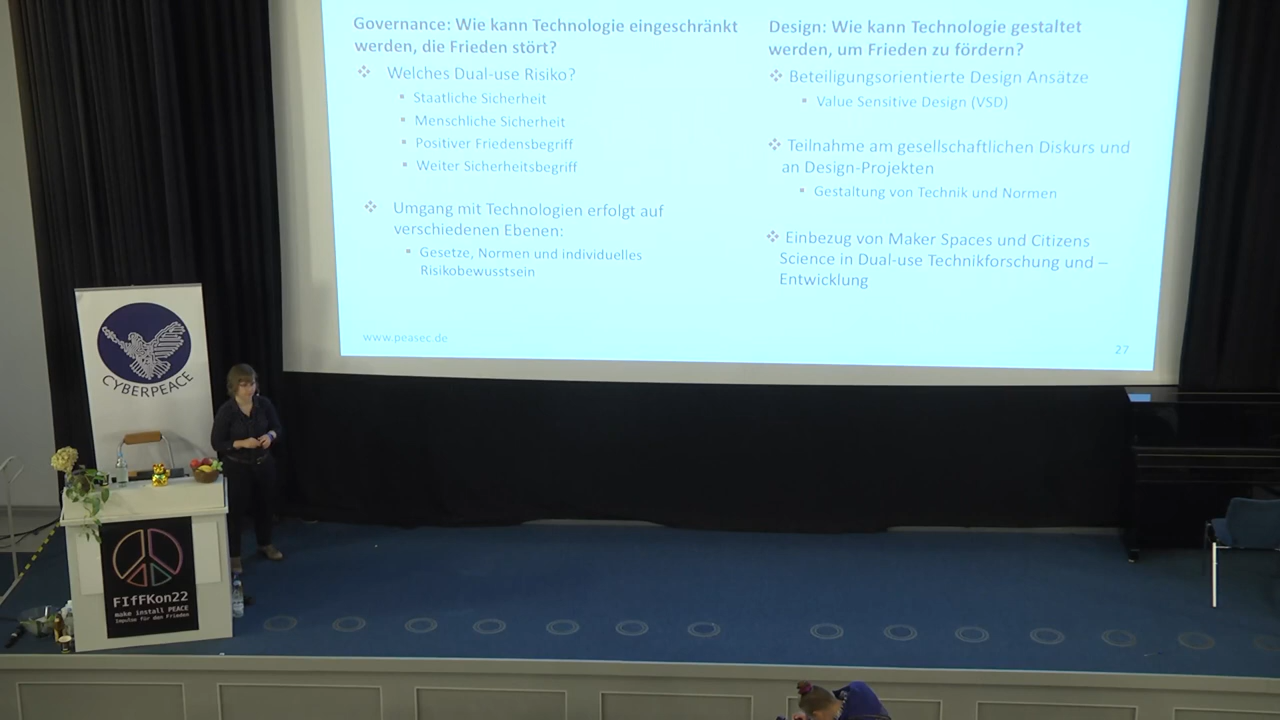 Governance: Wie kann Technologie eingeschränkt
werden, die Frieden stört?
Welches Dual-use Risiko?
Staatliche Sicherheit
Menschliche Sicherheit
Positiver Friedensbegriff
Weiter Sicherheitsbegriff
Umgang mit Technologien erfolgt auf
verschiedenen Ebenen:
Gesetze, Normen und individuelles
Risikobewusstsein
www.peasec.de
Design: Wie kann Technologie gestaltet
werden, um Frieden zu fördern?
Beteiligungsorientierte Design Ansätze
Value Sensitive Design (VSD)
Teilnahme am gesellschaftlichen Diskurs und
an Design-Projekten
Gestaltung von Technik und Normen
Einbezug von Maker Spaces und Citizens
Science in Dual-use Technikforschung und –
Entwicklung
27
CYBERPEACE
FIfFKon22
make install PEACE
Impulse für den Frieden